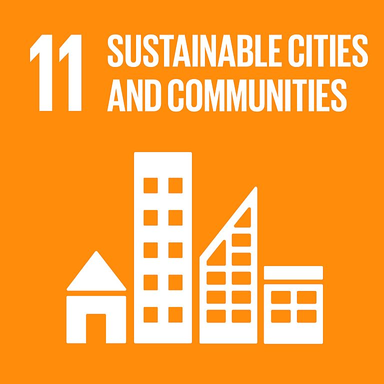 11 SUSTAINABLE CITIES
AND COMMUNITIES